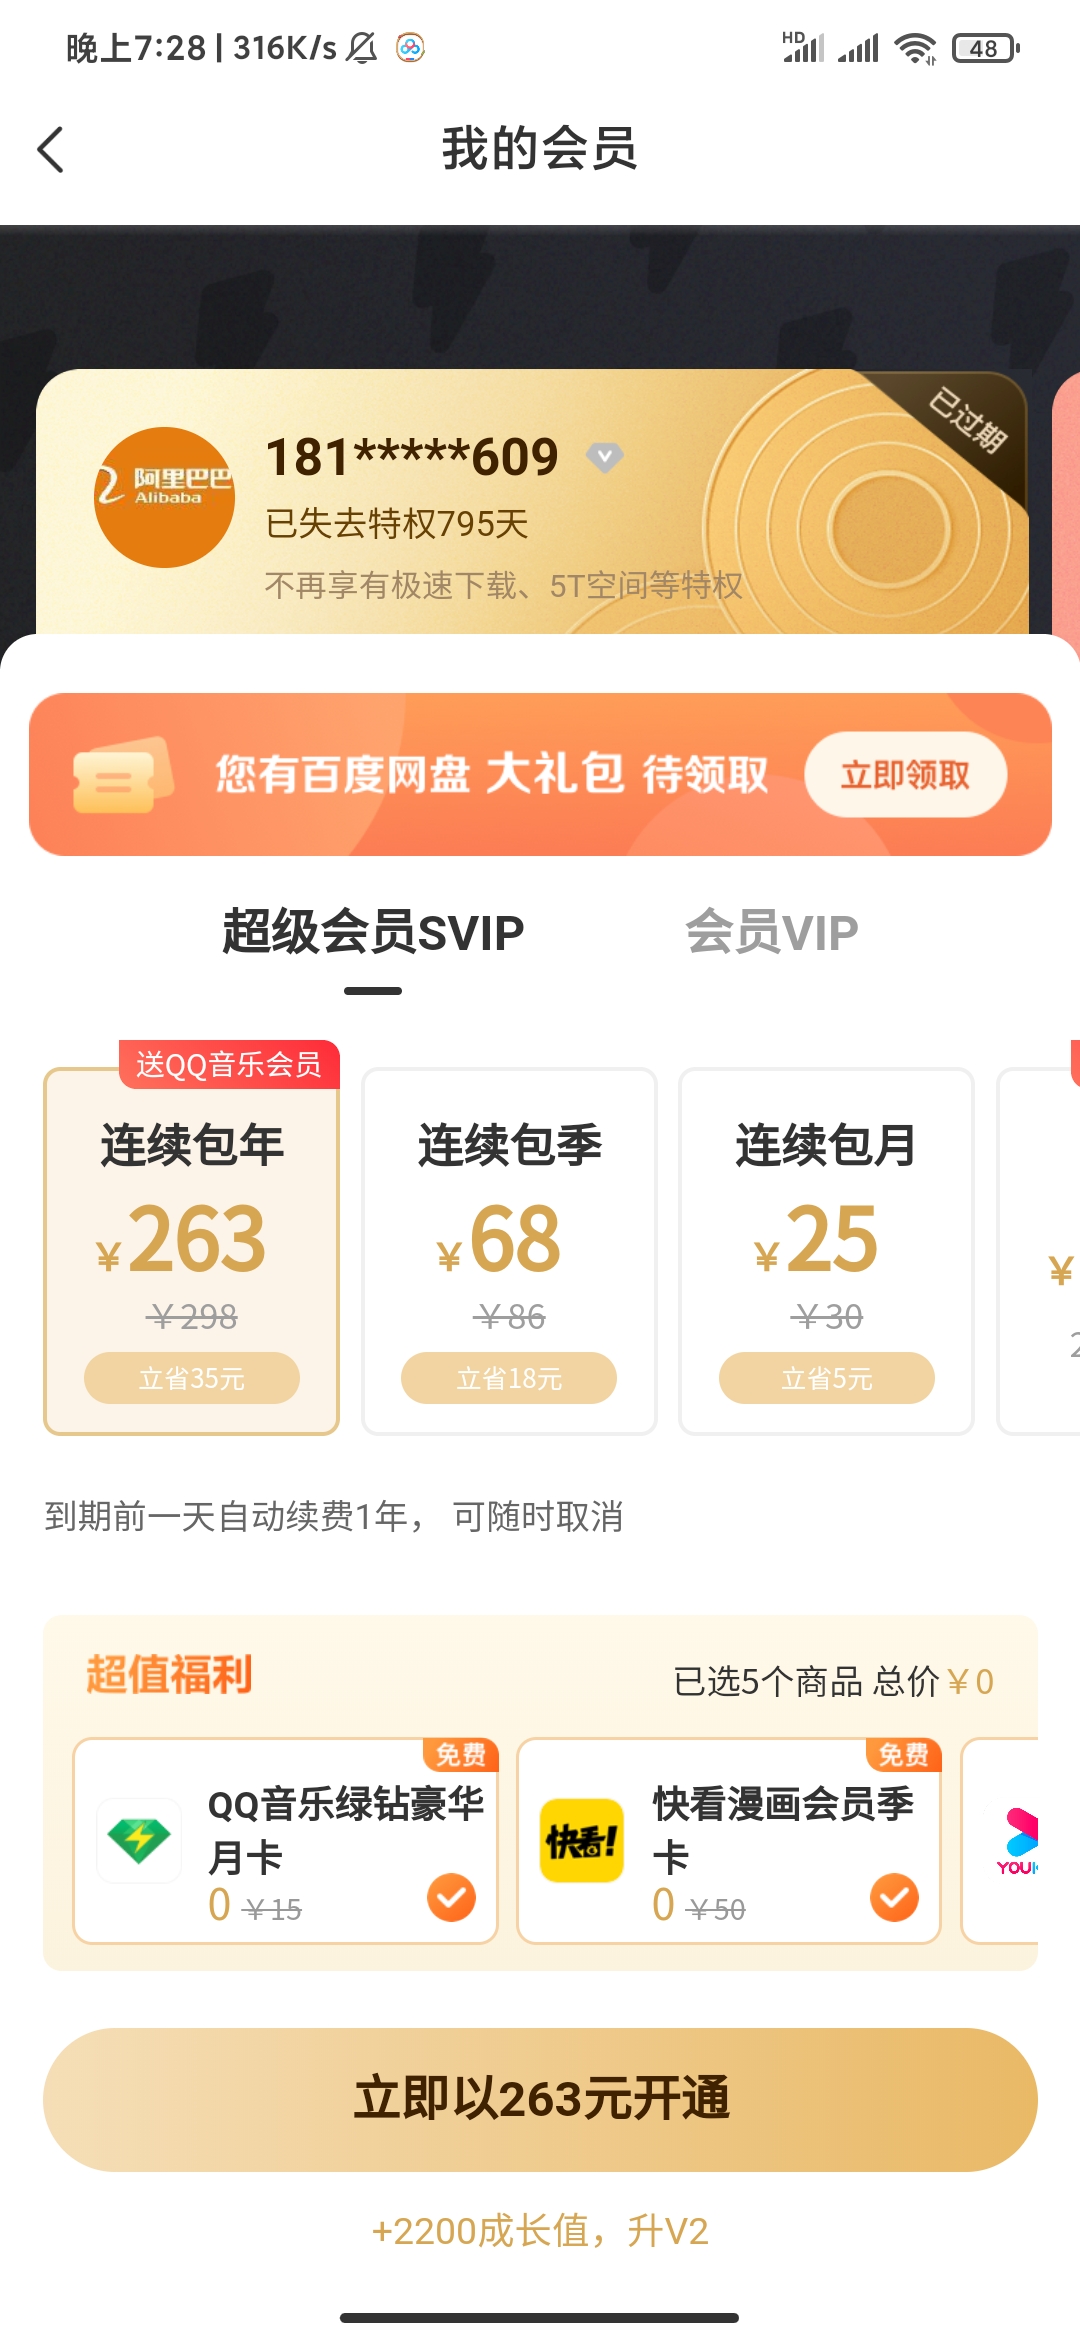 晚上7:28 | 316K/s
HD
48
我的会员
已过期
阿里巴巴
Alibaba
181*****609
已失去特权795天
不再享有极速下载、5T空间等特权
您有百度网盘 大礼包 待领取
立即领取
超级会员SVIP
会员VIP
送QQ音乐会员
连续包年
¥263
¥298
立省35元
连续包季
¥68
¥86
立省18元
连续包月
¥25
¥30
立省5元
¥
到期前一天自动续费1年， 可随时取消
超值福利
已选5个商品 总价¥0
免费
QQ音乐绿钻豪华
月卡
0 ¥15
免费
快看!
快看漫画会员季
卡
0 ¥50
YOU
立即以263元开通
+2200成长值，升V2